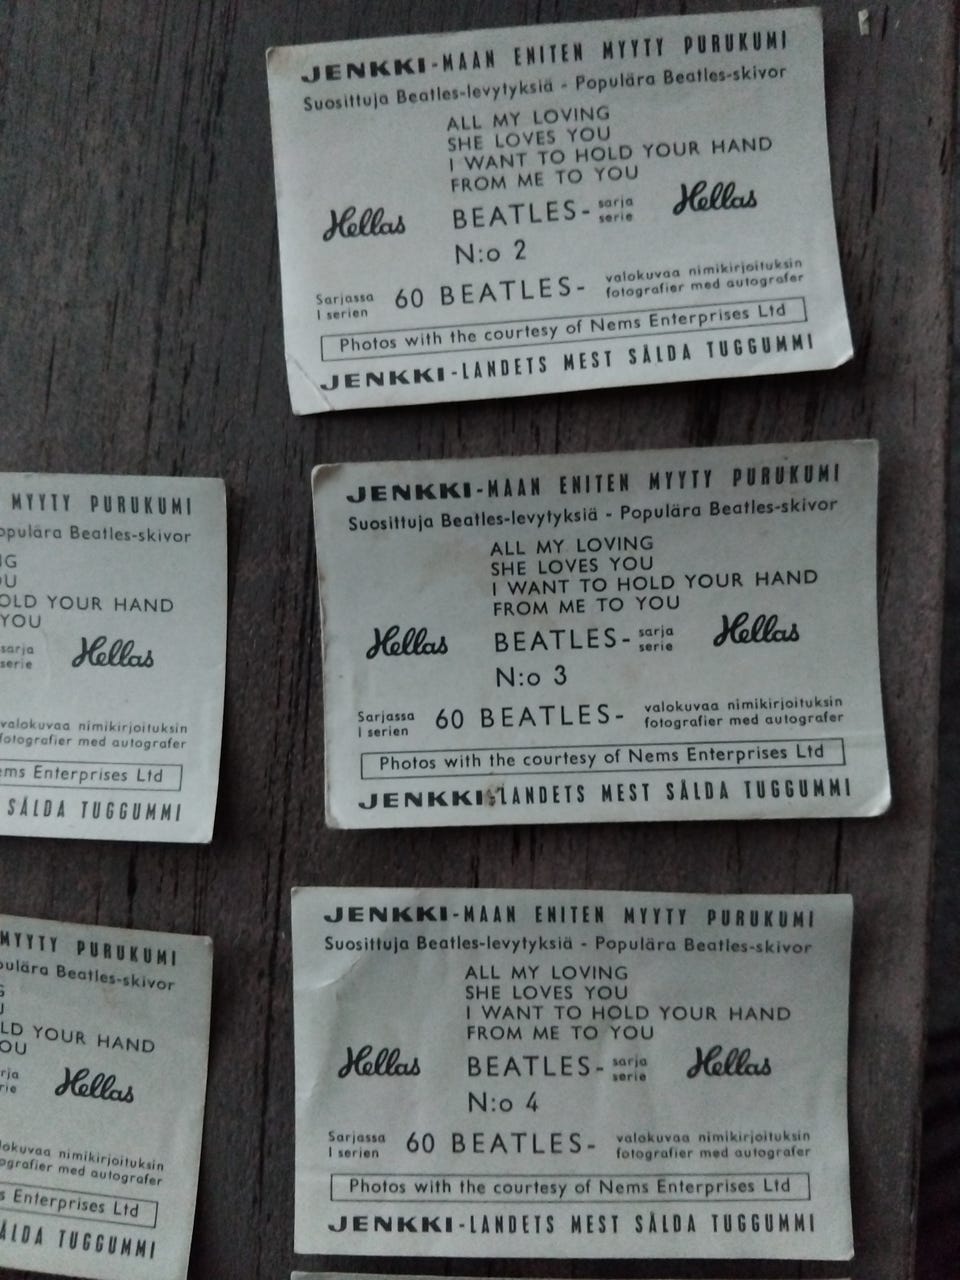 JENKKI-MAAN ENITEN MYYTY PURUKUMI
Suosittuja Beatles-levytyksiä - Populära Beatles-skivor
ALL MY LOVING
SHE LOVES YOU
I WANT TO HOLD YOUR HAND
FROM ME TO YOU
Hellas BEATLES- sarja Hellas
serie
N:o 2
Sarjassa 60 BEATLES- valokuvaa nimikirjoituksin
I serien fotografier med autografer
Photos with the courtesy of Nems Enterprises Ltd
JENKKI-LANDETS MEST SÅLDA TUGGUMMI
JENKKI-MAAN ENITEN MYYTY PURUKUMI
Suosittuja Beatles-levytyksiä - Populära Beatles-skivor
ALL MY LOVING
SHE LOVES YOU
I WANT TO HOLD YOUR HAND
FROM ME TO YOU
Hellas BEATLES- sarja Hellas
serie
N:o 3
Sarjassa 60 BEATLES- valokuvaa nimikirjoituksin
I serien fotografier med autografer
Photos with the courtesy of Nems Enterprises Ltd
JENKKI-LANDETS MEST SÅLDA TUGGUMMI
MYYTY PURUKUMI
opulära Beatles-skivor
NG
OU
OLD YOUR HAND
YOU
sarja Hellas
serie
valokuvaa nimikirjoituksin
fotografier med autografer
ems Enterprises Ltd
SÅLDA TUGGUMMI
JENKKI-MAAN ENITEN MYYTY PURUKUMI
Suosittuja Beatles-levytyksiä - Populära Beatles-skivor
ALL MY LOVING
SHE LOVES YOU
I WANT TO HOLD YOUR HAND
FROM ME TO YOU
Hellas BEATLES- sarja Hellas
serie
N:o 4
Sarjassa 60 BEATLES- valokuvaa nimikirjoituksin
I serien fotografier med autografer
Photos with the courtesy of Nems Enterprises Ltd
JENKKI-LANDETS MEST SÅLDA TUGGUMMI
MYYTY PURUKUMI
pulära Beatles-skivor
G
U
LD YOUR HAND
OU
rja Hellas
rie
alokuvaa nimikirjoituksin
ografier med autografer
s Enterprises Ltd
ÅLDA TUGGUMMI